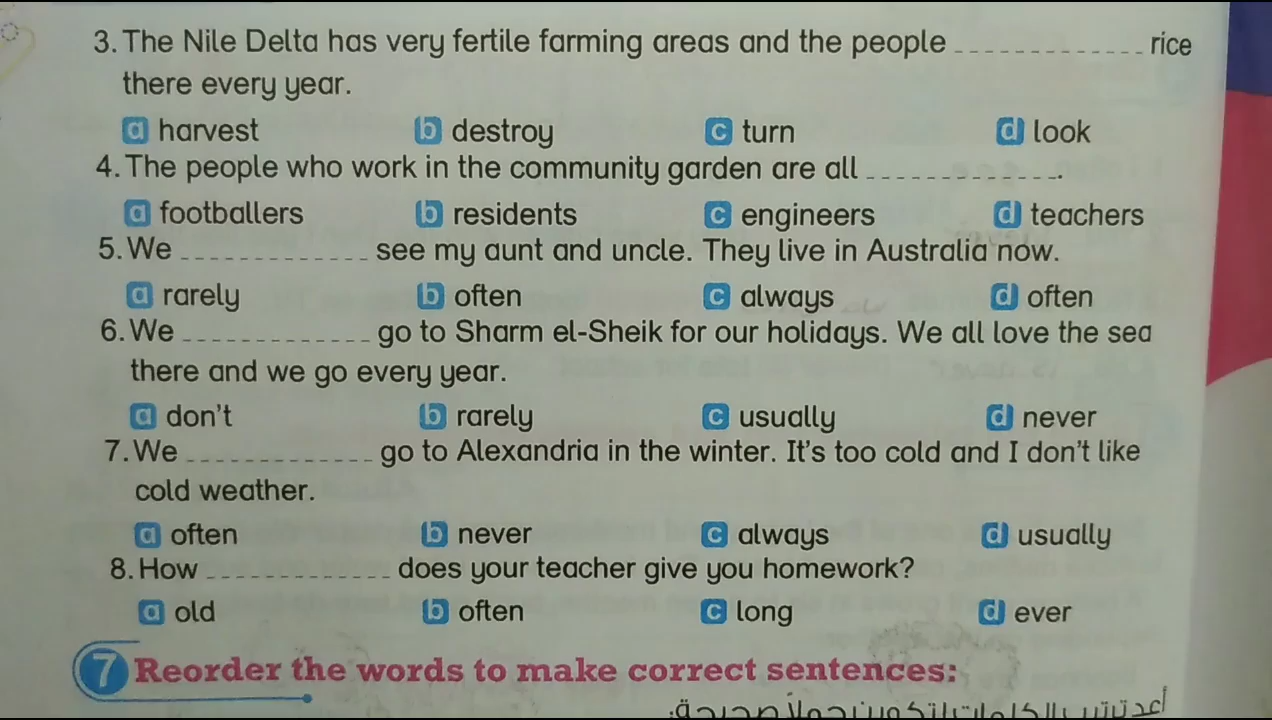 3. The Nile Delta has very fertile farming areas and the people ------------- rice
there every year.
a harvest b destroy c turn d look
4. The people who work in the community garden are all -------------.
a footballers b residents c engineers d teachers
5. We ------------- see my aunt and uncle. They live in Australia now.
a rarely b often c always d often
6. We ------------- go to Sharm el-Sheik for our holidays. We all love the sea
there and we go every year.
a don't b rarely c usually d never
7. We ------------- go to Alexandria in the winter. It's too cold and I don't like
cold weather.
a often b never c always d usually
8. How ------------- does your teacher give you homework?
a old b often c long d ever
7 Reorder the words to make correct sentences: